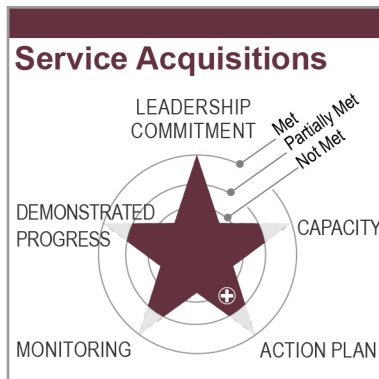 Service Acquisitions
LEADERSHIP
COMMITMENT
Met
Partially Met
Not Met
DEMONSTRATED
PROGRESS
CAPACITY
MONITORING
ACTION PLAN